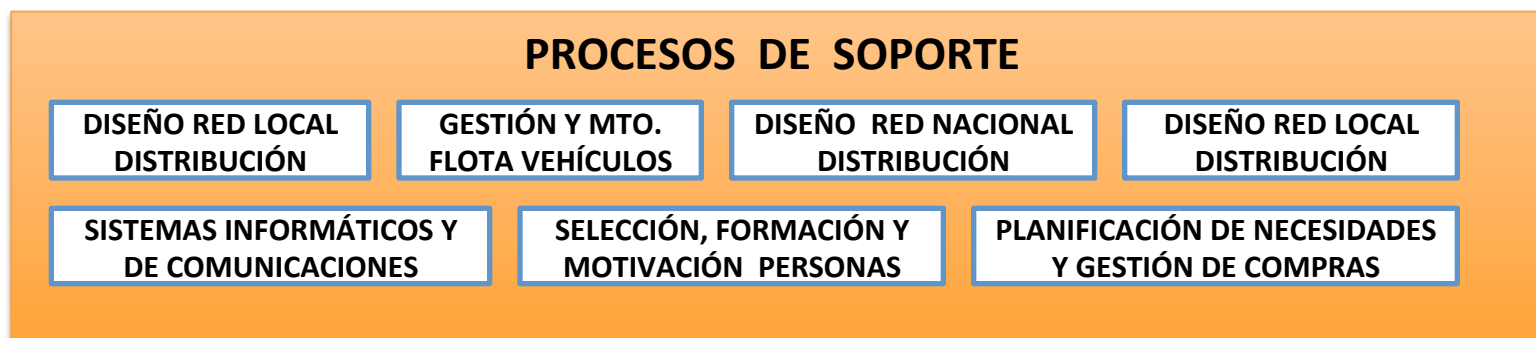 PROCESOS DE SOPORTE
DISEÑO RED LOCAL
DISTRIBUCIÓN
GESTIÓN Y MTO.
FLOTA VEHÍCULOS
DISEÑO RED NACIONAL
DISTRIBUCIÓN
DISEÑO RED LOCAL
DISTRIBUCIÓN
SISTEMAS INFORMÁTICOS Y
DE COMUNICACIONES
SELECCIÓN, FORMACIÓN Y
MOTIVACIÓN PERSONAS
PLANIFICACIÓN DE NECESIDADES
Y GESTIÓN DE COMPRAS